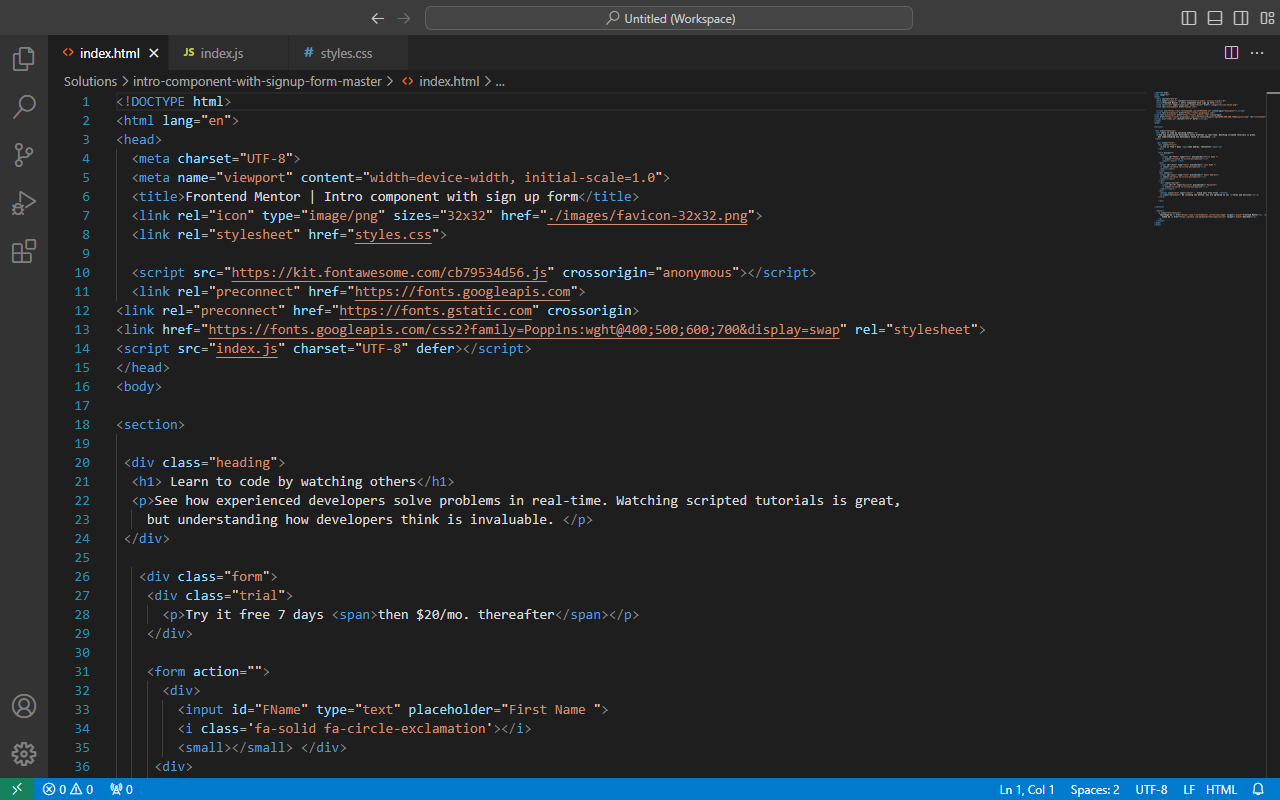 Untitled (Workspace)
index.html
JS index.js
# styles.css
Solutions > intro-component-with-signup-form-master > <> index.html > ...
1 <!DOCTYPE html>
2 <html lang="en">
3 <head>
4 <meta charset="UTF-8">
5 <meta name="viewport" content="width=device-width, initial-scale=1.0">
6 <title>Frontend Mentor | Intro component with sign up form</title>
7 <link rel="icon" type="image/png" sizes="32x32" href="./images/favicon-32x32.png">
8 <link rel="stylesheet" href="styles.css">
9
10 <script src="https://kit.fontawesome.com/cb79534d56.js" crossorigin="anonymous"></script>
11 <link rel="preconnect" href="https://fonts.googleapis.com">
12 <link rel="preconnect" href="https://fonts.gstatic.com" crossorigin>
13 <link href="https://fonts.googleapis.com/css2?family=Poppins:wght@400;500;600;700&display=swap" rel="stylesheet">
14 <script src="index.js" charset="UTF-8" defer></script>
15 </head>
16 <body>
17
18 <section>
19
20 <div class="heading">
21 <h1> Learn to code by watching others</h1>
22 <p>See how experienced developers solve problems in real-time. Watching scripted tutorials is great,
23 but understanding how developers think is invaluable. </p>
24 </div>
25
26 <div class="form">
27 <div class="trial">
28 <p>Try it free 7 days <span>then $20/mo. thereafter</span></p>
29 </div>
30
31 <form action="">
32 <div>
33 <input id="FName" type="text" placeholder="First Name ">
34 <i class='fa-solid fa-circle-exclamation'></i>
35 <small></small> </div>
36 <div>
0 0 0 Ln 1, Col 1 Spaces: 2 UTF-8 LF HTML